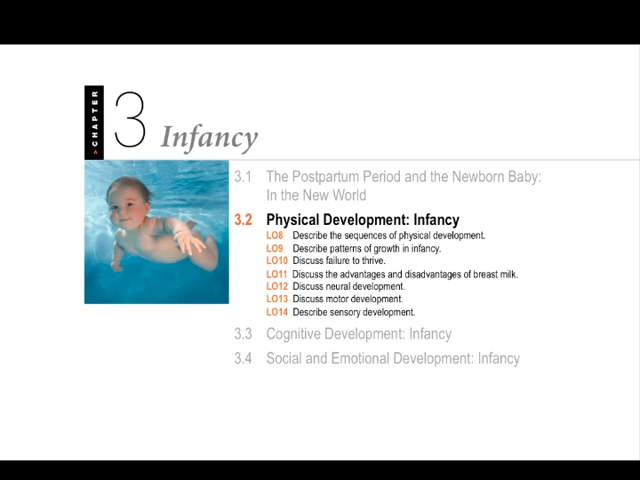 > CHAPTER
3
Infancy
3.1 The Postpartum Period and the Newborn Baby:
In the New World
3.2 Physical Development: Infancy
LO8 Describe the sequences of physical development.
LO9 Describe patterns of growth in infancy.
LO10 Discuss failure to thrive.
LO11 Discuss the advantages and disadvantages of breast milk.
LO12 Discuss neural development.
LO13 Discuss motor development.
LO14 Describe sensory development.
3.3 Cognitive Development: Infancy
3.4 Social and Emotional Development: Infancy